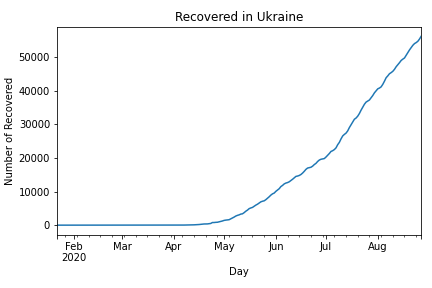 Recovered in Ukraine
Number of Recovered
50000
40000
30000
20000
10000
0
Feb Mar Apr May Jun Jul Aug
2020
Day